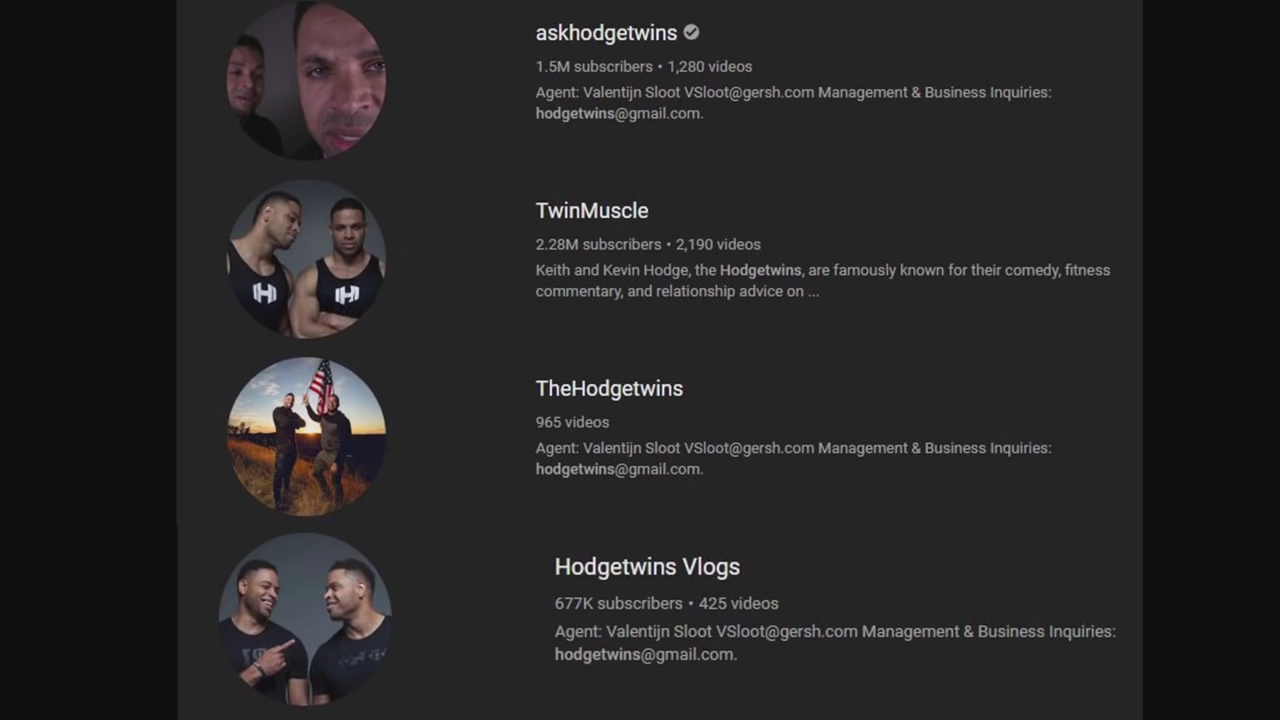 askhodgetwins
1.5M subscribers • 1,280 videos
Agent: Valentijn Sloot VSloot@gersh.com Management & Business Inquiries:
hodgetwins@gmail.com.
TwinMuscle
2.28M subscribers • 2,190 videos
Keith and Kevin Hodge, the Hodgetwins, are famously known for their comedy, fitness
commentary, and relationship advice on ...
TheHodgetwins
965 videos
Agent: Valentijn Sloot VSloot@gersh.com Management & Business Inquiries:
hodgetwins@gmail.com.
Hodgetwins Vlogs
677K subscribers • 425 videos
Agent: Valentijn Sloot VSloot@gersh.com Management & Business Inquiries:
hodgetwins@gmail.com.